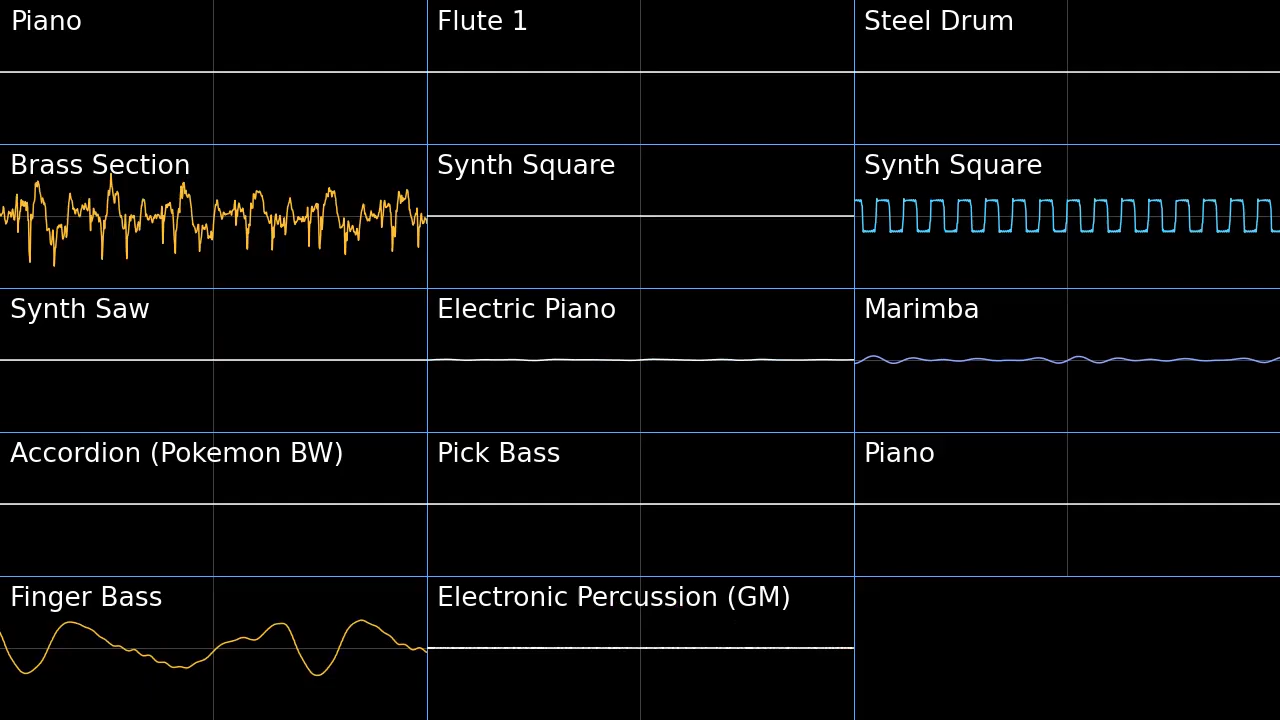 Piano
Flute 1
Steel Drum
Brass Section
Synth Square
Synth Square
Synth Saw
Electric Piano
Marimba
Accordion (Pokemon BW)
Pick Bass
Piano
Finger Bass
Electronic Percussion (GM)